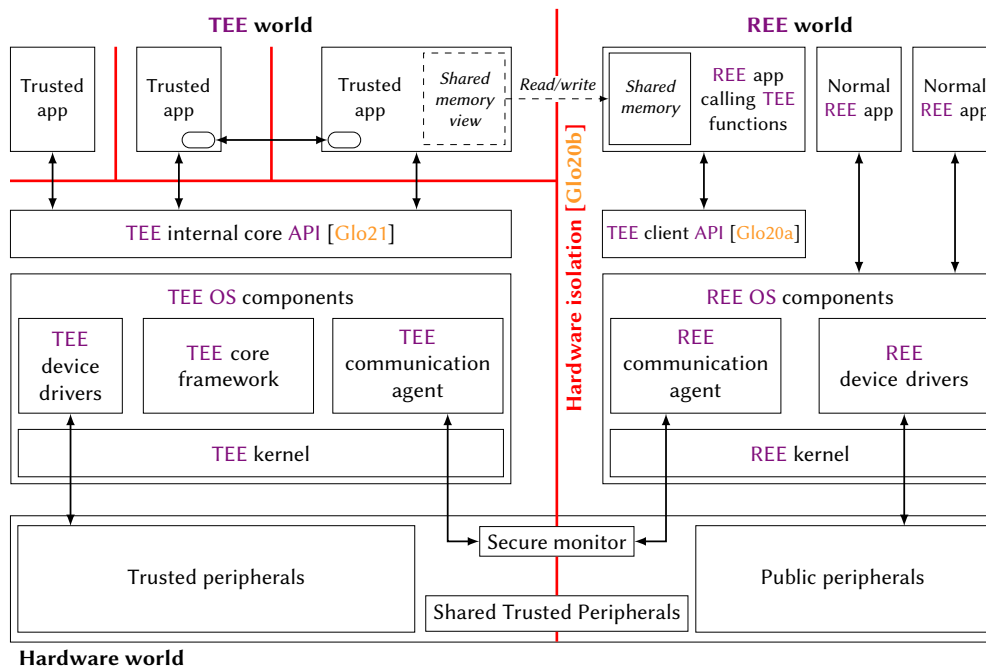 TEE world
REE world
Trusted
app
Trusted
app
Trusted
app
Shared
memory
view
Read/write
Shared
memory
REE app
calling TEE
functions
Normal
REE app
Normal
REE app
Hardware isolation [Glo20b]
TEE internal core API [Glo21]
TEE client API [Glo20a]
TEE OS components
TEE
device
drivers
TEE core
framework
TEE
communication
agent
TEE kernel
REE OS components
REE
communication
agent
REE
device drivers
REE kernel
Secure monitor
Trusted peripherals
Public peripherals
Shared Trusted Peripherals
Hardware world